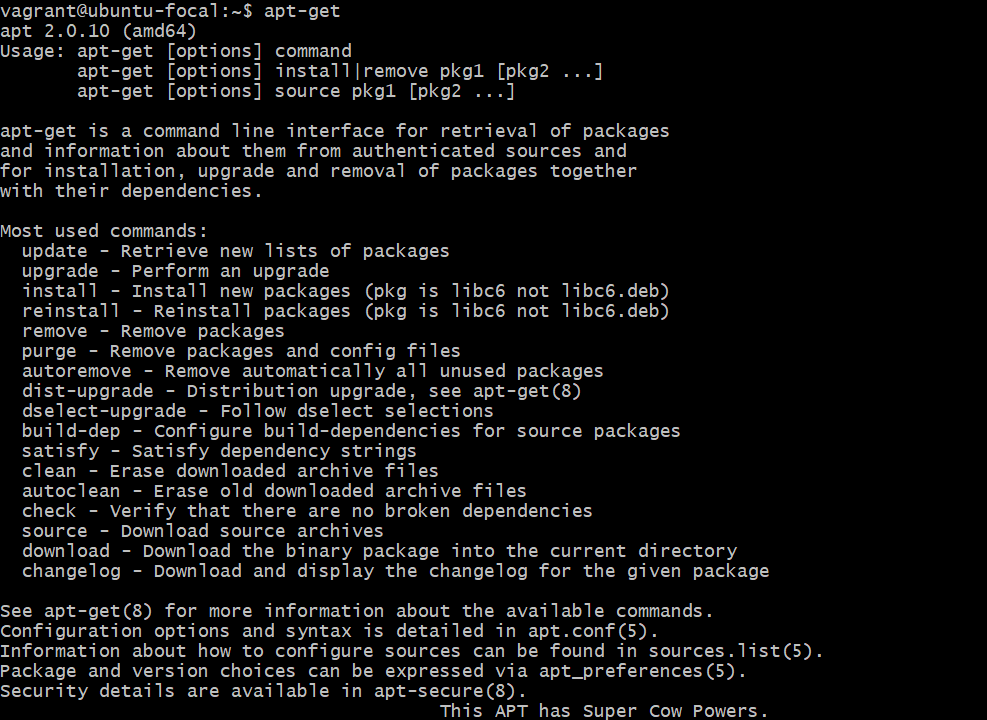 vagrant@ubuntu-focal:~$ apt-get
apt 2.0.10 (amd64)
Usage: apt-get [options] command
       apt-get [options] install|remove pkg1 [pkg2 ...]
       apt-get [options] source pkg1 [pkg2 ...]

apt-get is a command line interface for retrieval of packages
and information about them from authenticated sources and
for installation, upgrade and removal of packages together
with their dependencies.

Most used commands:
  update - Retrieve new lists of packages
  upgrade - Perform an upgrade
  install - Install new packages (pkg is libc6 not libc6.deb)
  reinstall - Reinstall packages (pkg is libc6 not libc6.deb)
  remove - Remove packages
  purge - Remove packages and config files
  autoremove - Remove automatically all unused packages
  dist-upgrade - Distribution upgrade, see apt-get(8)
  dselect-upgrade - Follow dselect selections
  build-dep - Configure build-dependencies for source packages
  satisfy - Satisfy dependency strings
  clean - Erase downloaded archive files
  autoclean - Erase old downloaded archive files
  check - Verify that there are no broken dependencies
  source - Download source archives
  download - Download the binary package into the current directory
  changelog - Download and display the changelog for the given package

See apt-get(8) for more information about the available commands.
Configuration options and syntax is detailed in apt.conf(5).
Information about how to configure sources can be found in sources.list(5).
Package and version choices can be expressed via apt_preferences(5).
Security details are available in apt-secure(8).
                                        This APT has Super Cow Powers.